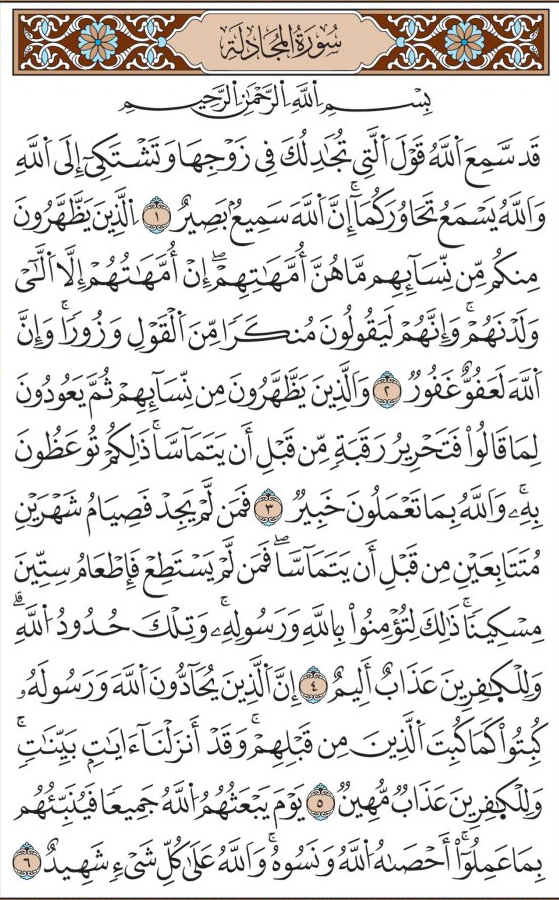 سُورَةُ المُجَادلَةِ
بِسْمِ ٱللَّهِ ٱلرَّحْمَٰنِ ٱلرَّحِيمِ
قَدْ سَمِعَ ٱللَّهُ قَوْلَ ٱلَّتِى تُجَٰدِلُكَ فِى زَوْجِهَا وَتَشْتَكِىٓ إِلَى ٱللَّهِ
وَٱللَّهُ يَسْمَعُ تَحَاوُرَكُمَآۚ إِنَّ ٱللَّهَ سَمِيعُۢ بَصِيرٌ ١ ٱلَّذِينَ يُظَٰهِرُونَ
مِنكُم مِّن نِّسَآئِهِم مَّا هُنَّ أُمَّهَٰتِهِمْۖ إِنْ أُمَّهَٰتُهُمْ إِلَّا ٱلَّٰٓـِٔى
وَلَدْنَهُمْۚ وَإِنَّهُمْ لَيَقُولُونَ مُنكَرًا مِّنَ ٱلْقَوْلِ وَزُورًاۚ وَإِنَّ
ٱللَّهَ لَعَفُوٌّ غَفُورٌ ٢ وَٱلَّذِينَ يُظَٰهِرُونَ مِن نِّسَآئِهِمْ ثُمَّ يَعُودُونَ
لِمَا قَالُوا۟ فَتَحْرِيرُ رَقَبَةٍ مِّن قَبْلِ أَن يَتَمَآسَّاۚ ذَٰلِكُمْ تُوعَظُونَ
بِهِۦۚ وَٱللَّهُ بِمَا تَعْمَلُونَ خَبِيرٌ ٣ فَمَن لَّمْ يَجِدْ فَصِيَامُ شَهْرَيْنِ
مُتَتَابِعَيْنِ مِن قَبْلِ أَن يَتَمَآسَّاۖ فَمَن لَّمْ يَسْتَطِعْ فَإِطْعَامُ سِتِّينَ
مِسْكِينًاۚ ذَٰلِكَ لِتُؤْمِنُوا۟ بِٱللَّهِ وَرَسُولِهِۦۚ وَتِلْكَ حُدُودُ ٱللَّهِۗ
وَلِلْكَٰفِرِينَ عَذَابٌ أَلِيمٌ ٤ إِنَّ ٱلَّذِينَ يُحَآدُّونَ ٱللَّهَ وَرَسُولَهُۥ
كُبِتُوا۟ كَمَا كُبِتَ ٱلَّذِينَ مِن قَبْلِهِمْۚ وَقَدْ أَنزَلْنَآ ءَايَٰتٍۭ بَيِّنَٰتٍۚ
وَلِلْكَٰفِرِينَ عَذَابٌ مُّهِينٌ ٥ يَوْمَ يَبْعَثُهُمُ ٱللَّهُ جَمِيعًا فَيُنَبِّئُهُم
بِمَا عَمِلُوٓا۟ۚ أَحْصَىٰهُ ٱللَّهُ وَنَسُوهُۚ وَٱللَّهُ عَلَىٰ كُلِّ شَىْءٍ شَهِيدٌ ٦